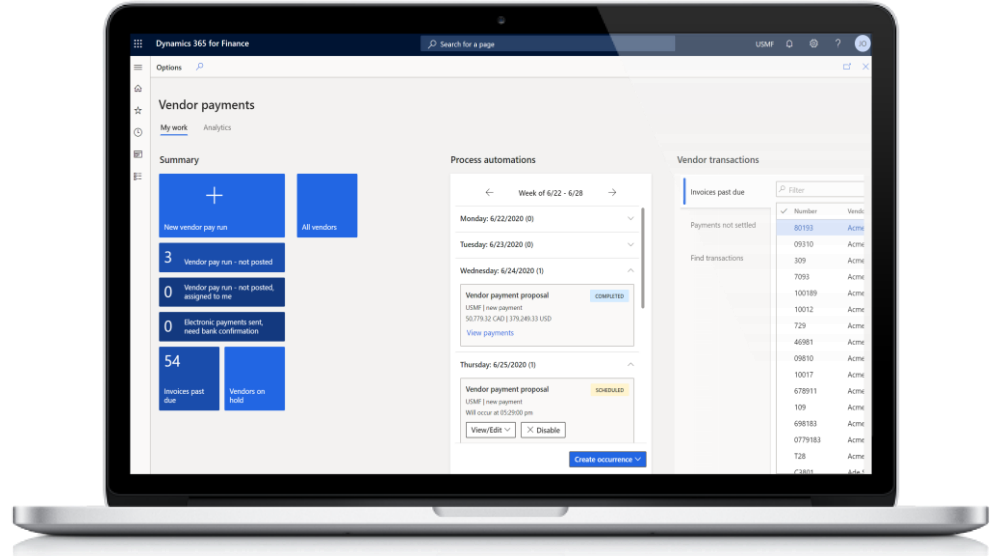 Dynamics 365 for Finance
Search for a page
USMF
?
Options
Vendor payments
My work
Analytics
Summary
New vendor pay run
All vendors
3 Vendor pay run - not posted
0 Vendor pay run - not posted,
assigned to me
0 Electronic payments sent,
need bank confirmation
54
Invoices past
due
Vendors on
hold
Process automations
Week of 6/22 - 6/28
Monday: 6/22/2020 (0)
Tuesday: 6/23/2020 (0)
Wednesday: 6/24/2020 (1)
Vendor payment proposal
COMPLETED
USMF | new payment
50,779.32 CAD | 379,249.33 USD
View payments
Thursday: 6/25/2020 (1)
Vendor payment proposal
SCHEDULED
USMF | new payment
Will occur at 05:29:00 pm
View/Edit
Disable
Create occurrence
Vendor transactions
Invoices past due
Payments not settled
Find transactions
Filter
Number Vendo
80193 Acme
09310 Acme
309 Acme
7093 Acme
100189 Acme
10012 Acme
729 Acme
46981 Acme
09810 Acme
10017 Acme
678911 Acme
109 Acme
698183 Acme
0779183 Acme
T28 Acme
C3801